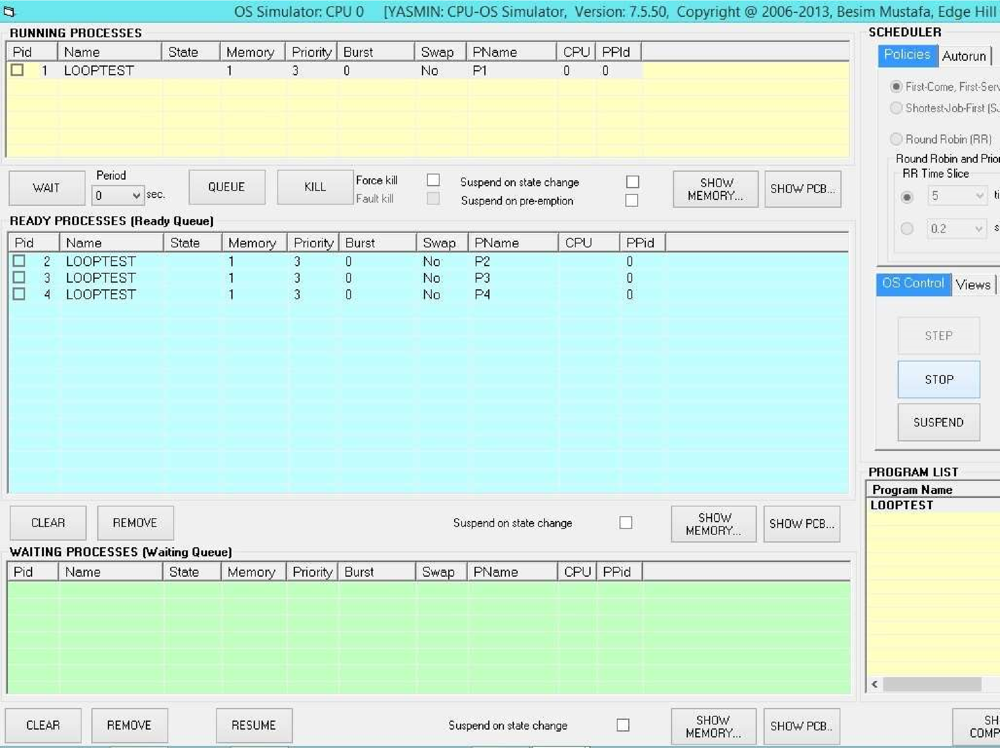 OS Simulator: CPU 0 [YASMIN: CPU-OS Simulator, Version: 7.5.50, Copyright @ 2006-2013, Besim Mustafa, Edge Hill
RUNNING PROCESSES
Pid Name State Memory Priority Burst Swap PName CPU PPId
1 LOOPTEST 1 3 0 No P1 0 0
WAIT
Period
0 sec.
QUEUE
KILL
Force kill
Fault kill
Suspend on state change
Suspend on pre-emption
SHOW MEMORY...
SHOW PCB...
READY PROCESSES (Ready Queue)
Pid Name State Memory Priority Burst Swap PName CPU PPid
2 LOOPTEST 1 3 0 No P2 0
3 LOOPTEST 1 3 0 No P3 0
4 LOOPTEST 1 3 0 No P4 0
CLEAR
REMOVE
Suspend on state change
SHOW MEMORY...
SHOW PCB...
WAITING PROCESSES (Waiting Queue)
Pid Name State Memory Priority Burst Swap PName CPU PPid
CLEAR
REMOVE
RESUME
Suspend on state change
SHOW MEMORY...
SHOW PCB..
SCHEDULER
Policies Autorun
First-Come, First-Serv
Shortest-Job-First (SJ
Round Robin (RR)
Round Robin and Prior
RR Time Slice
5 ti
0.2 s
OS Control Views
STEP
STOP
SUSPEND
PROGRAM LIST
Program Name
LOOPTEST
SH
COMP